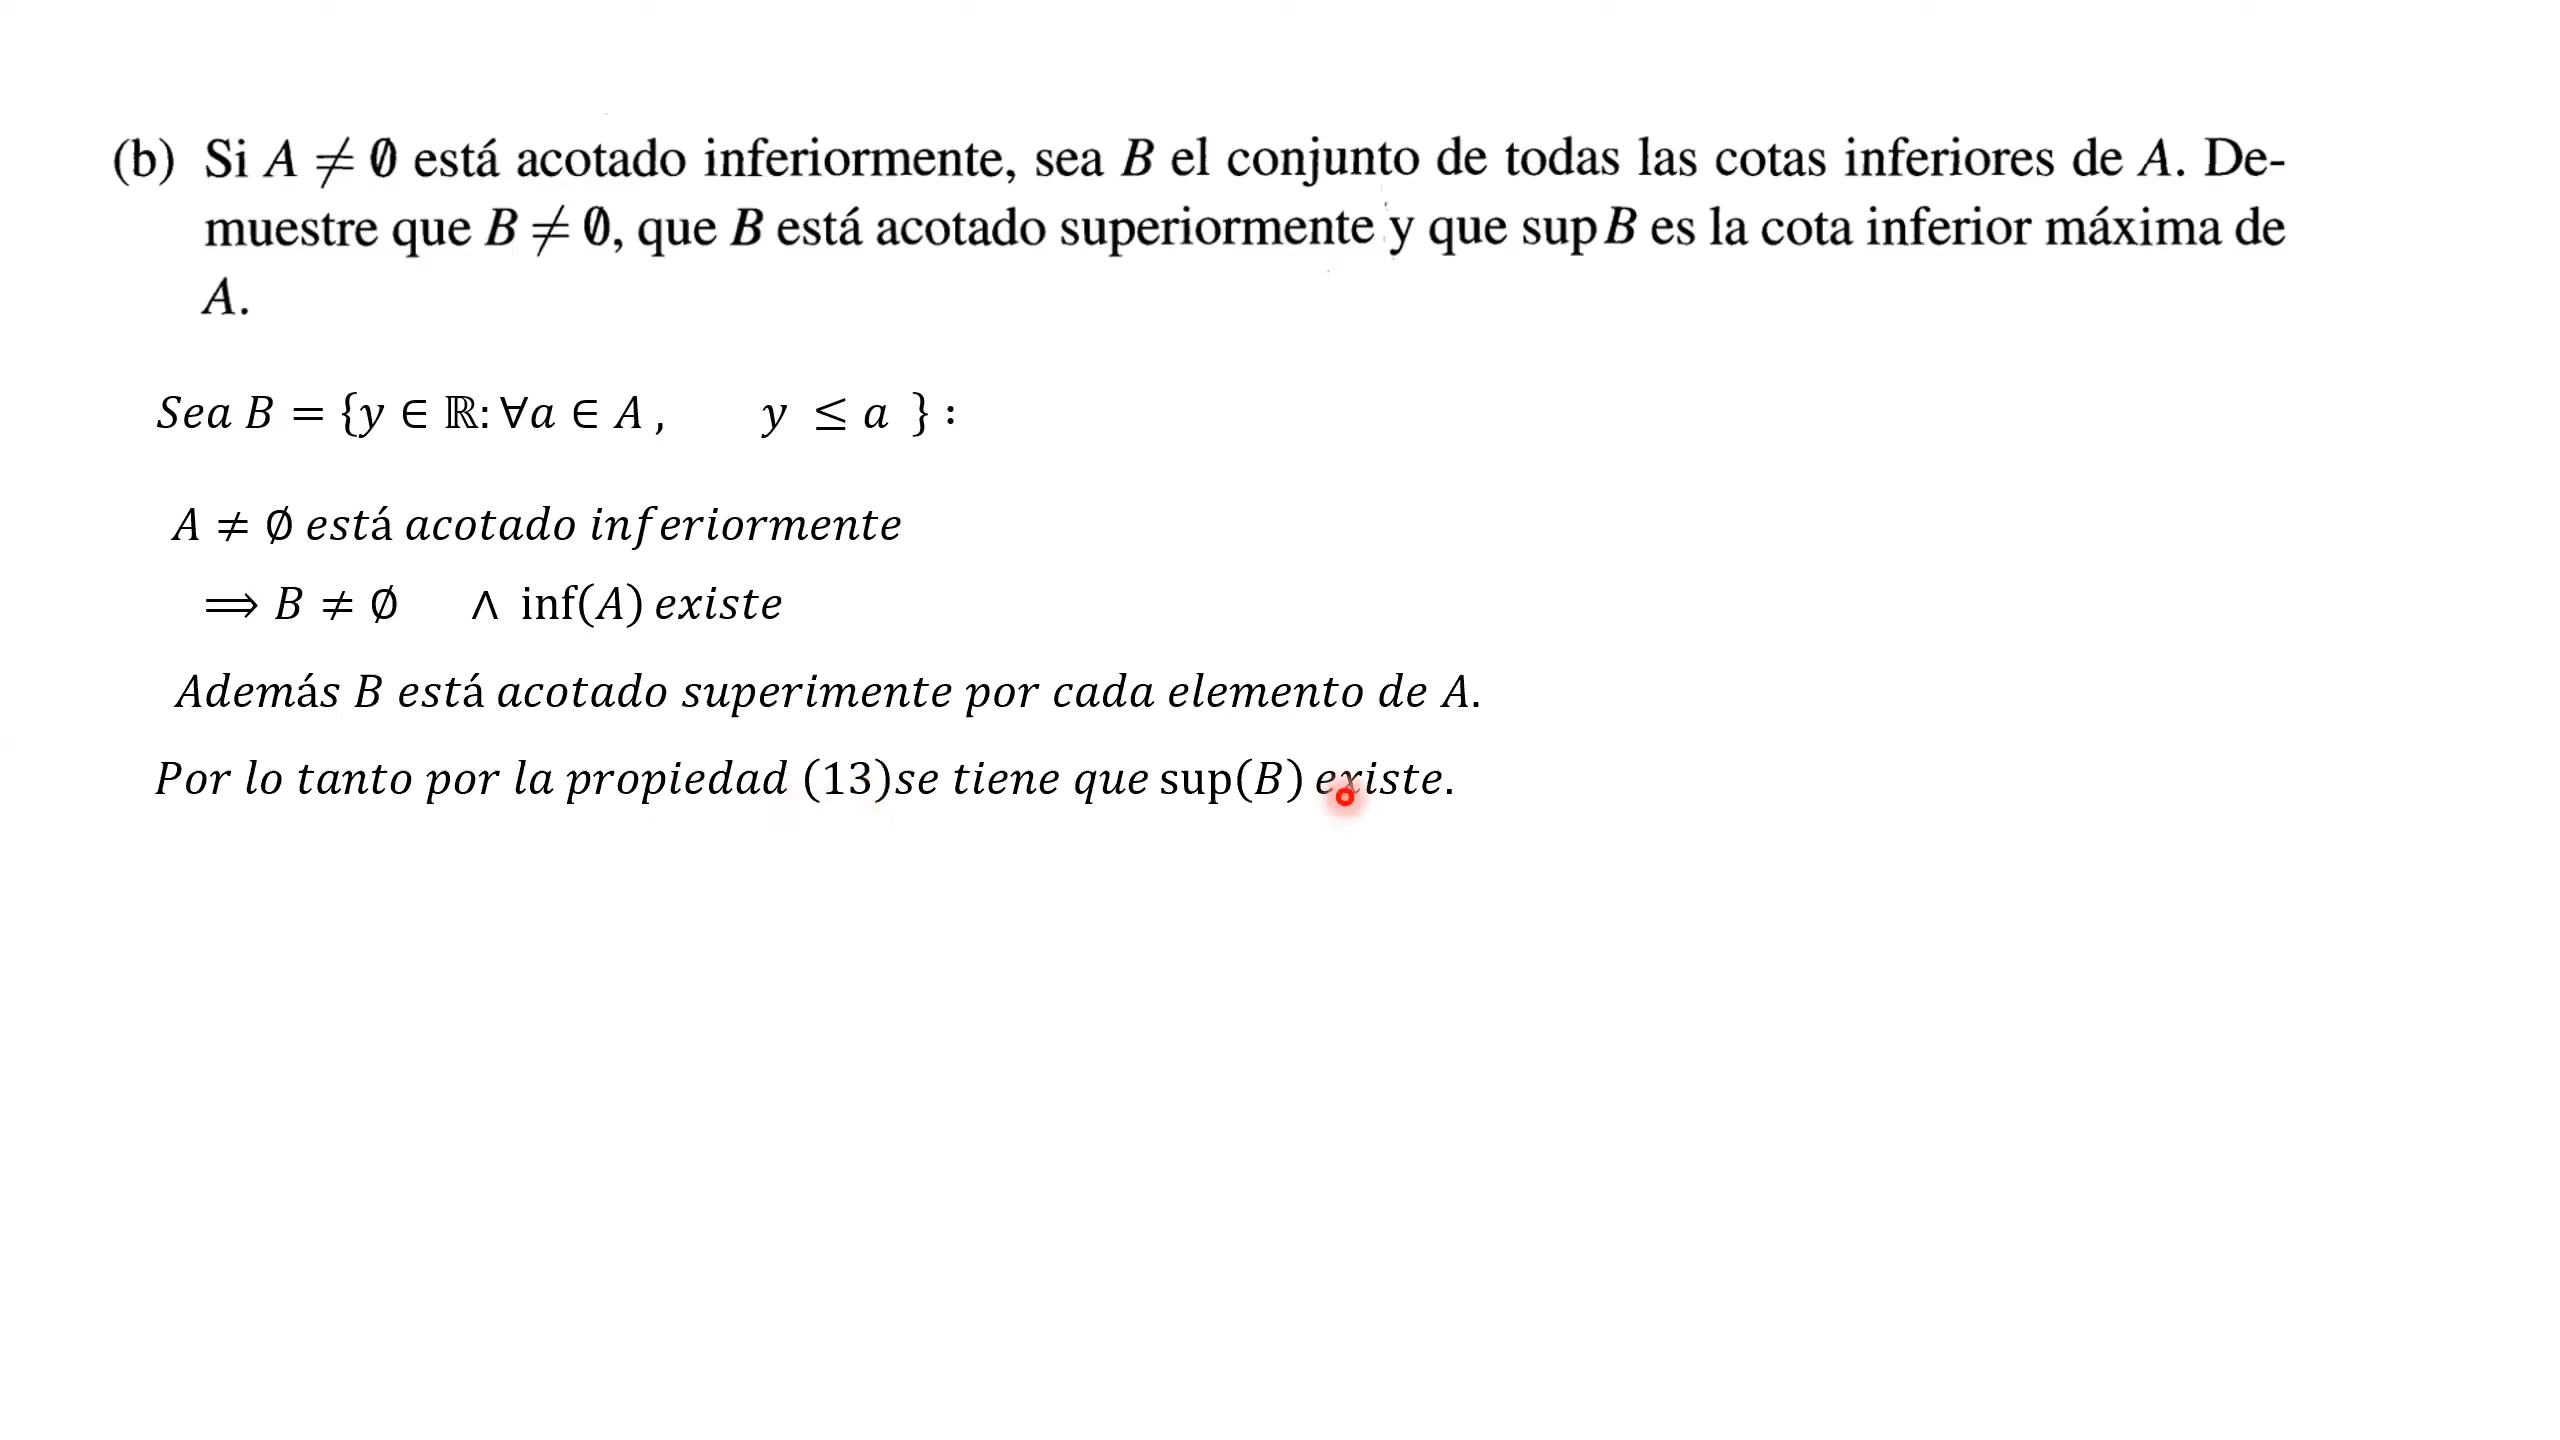 (b) Si A ≠ ∅ está acotado inferiormente, sea B el conjunto de todas las cotas inferiores de A. De-
muestre que B ≠ ∅, que B está acotado superiormente y que sup B es la cota inferior máxima de
A.
Sea B = {y ∈ ℝ: ∀a ∈ A , y ≤ a } :
A ≠ ∅ está acotado inferiormente
⟹ B ≠ ∅ ∧ inf(A) existe
Además B está acotado superimente por cada elemento de A.
Por lo tanto por la propiedad (13)se tiene que sup(B) existe.